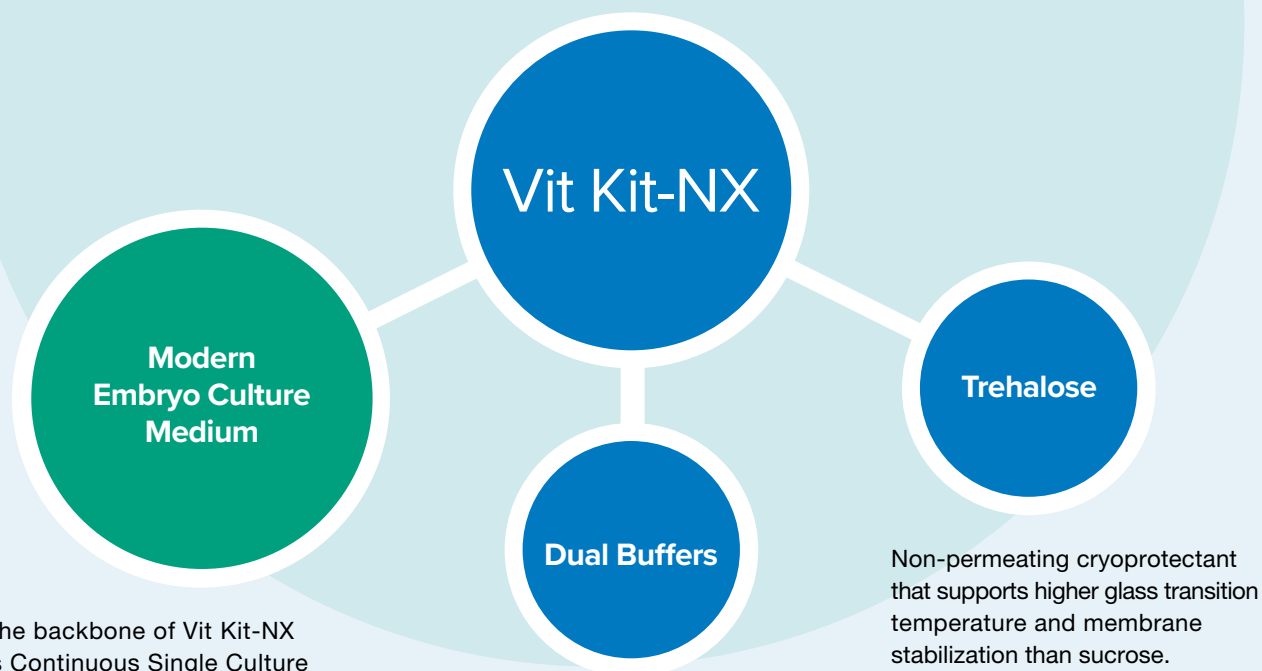 Vit Kit-NX
Modern
Embryo Culture
Medium
Trehalose
Dual Buffers
Non-permeating cryoprotectant
that supports higher glass transition
temperature and membrane
stabilization than sucrose.
he backbone of Vit Kit-NX
s Continuous Single Culture